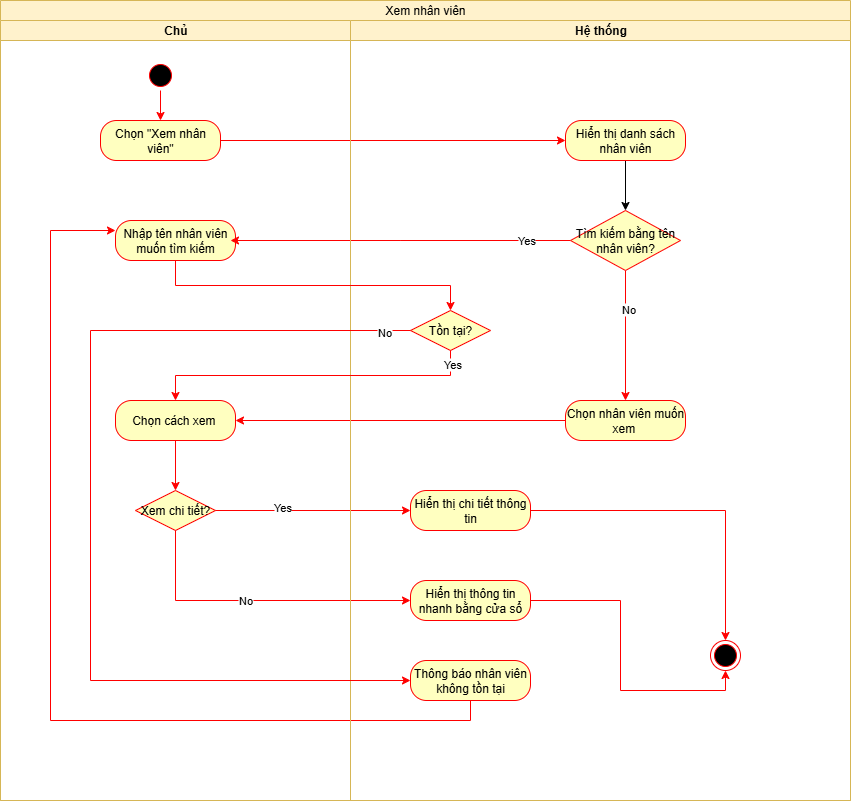 Xem nhân viên
Chủ
Hệ thống
Chọn "Xem nhân
viên"
Hiển thị danh sách
nhân viên
Nhập tên nhân viên
muốn tìm kiếm
Yes
Tìm kiếm bằng tên
nhân viên?
No
Tồn tại?
No
Yes
Chọn cách xem
Chọn nhân viên muốn
xem
Xem chi tiết?
Yes
Hiển thị chi tiết thông
tin
No
Hiển thị thông tin
nhanh bằng cửa sổ
Thông báo nhân viên
không tồn tại